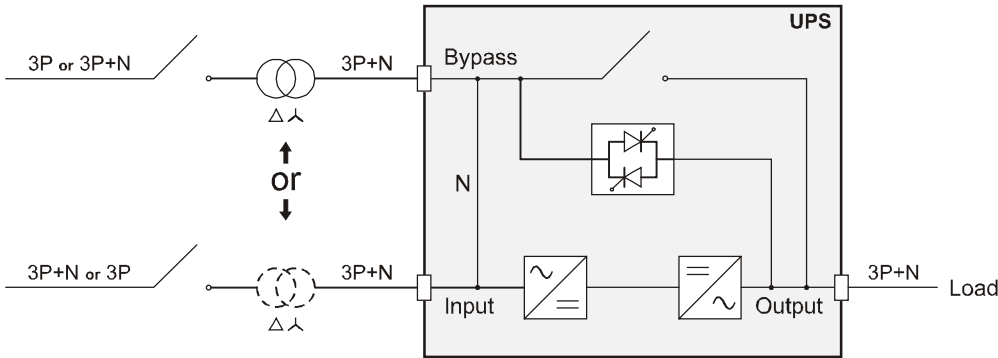 UPS
3P or 3P+N
3P+N
Bypass
or
N
3P+N or 3P
3P+N
Input
Output
3P+N
Load